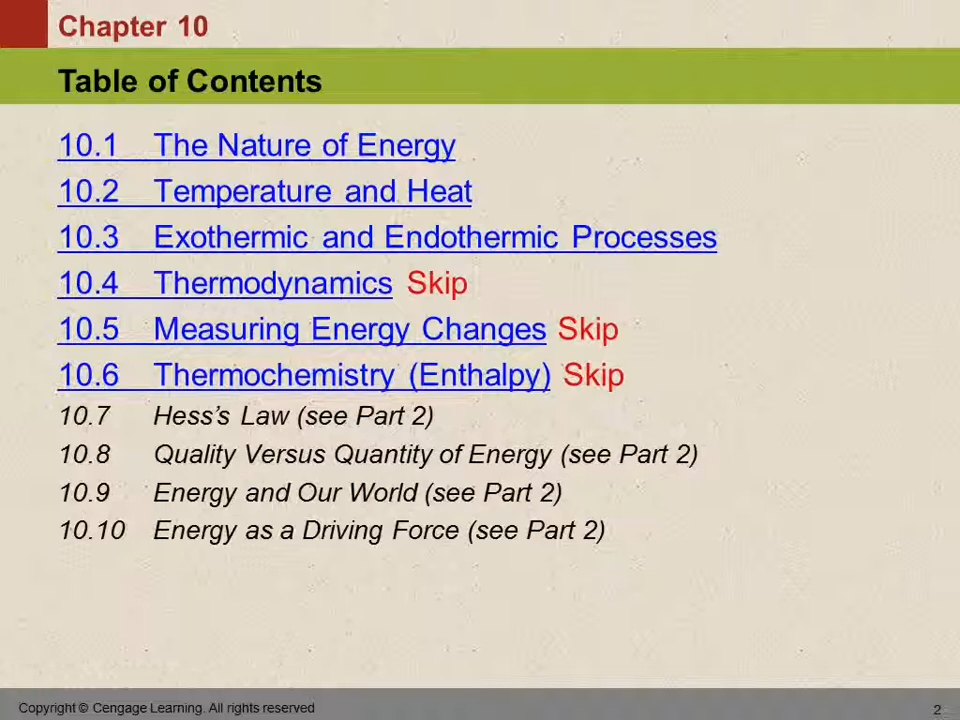 Chapter 10
Table of Contents
10.1 The Nature of Energy
10.2 Temperature and Heat
10.3 Exothermic and Endothermic Processes
10.4 Thermodynamics Skip
10.5 Measuring Energy Changes Skip
10.6 Thermochemistry (Enthalpy) Skip
10.7 Hess’s Law (see Part 2)
10.8 Quality Versus Quantity of Energy (see Part 2)
10.9 Energy and Our World (see Part 2)
10.10 Energy as a Driving Force (see Part 2)
Copyright © Cengage Learning. All rights reserved
2